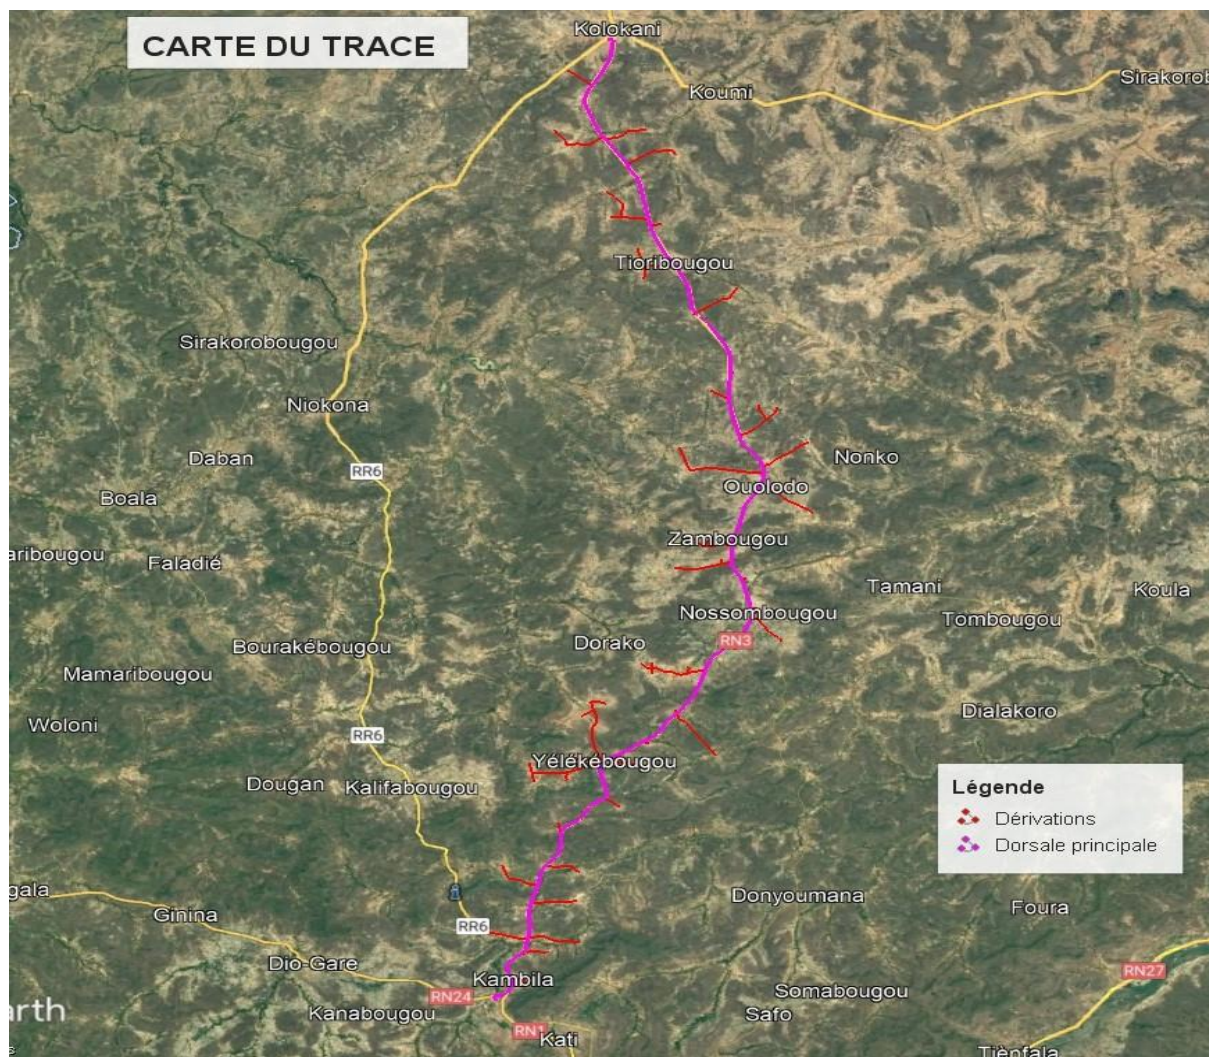 CARTE DU TRACE
Kolokani
Sirakorob
Koumi
Tioribougou
Sirakorobougou
Niokona
Daban
Nonko
RR6
Ouolodo
Boala
Zambougou
aribougou
Faladié
Tamani
Koula
Nossombougou
Tombougou
RN3
Dorako
Bourakébougou
Mamaribougou
Dialakoro
Woloni
RR6
Yélékébougou
Dougan
Kalifabougou
Légende
Dérivations
Dorsale principale
gala
Donyoumana
Foura
Ginina
RR6
Dio-Gare
RN27
Kambila
Somabougou
RN24
arth
Kanabougou
Safo
RN1
Kati
Tiènfala
s